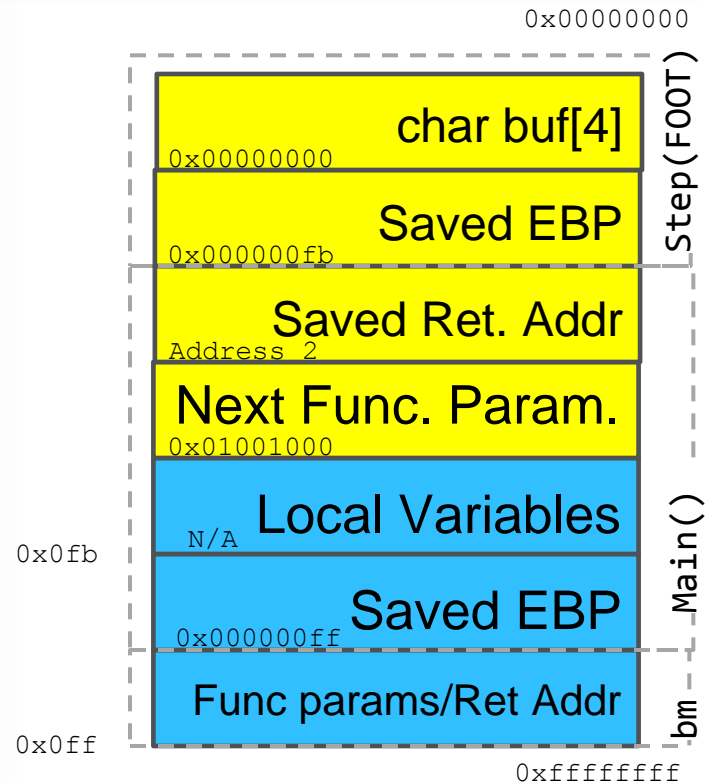 0x00000000
char buf[4]
0x00000000
Step(FOOT)
Saved EBP
0x000000fb
Saved Ret. Addr
Address 2
Next Func. Param.
0x01001000
Local Variables
N/A
0x0fb
Main()
Saved EBP
0x000000ff
Func params/Ret Addr
bm
0x0ff
0xffffffff